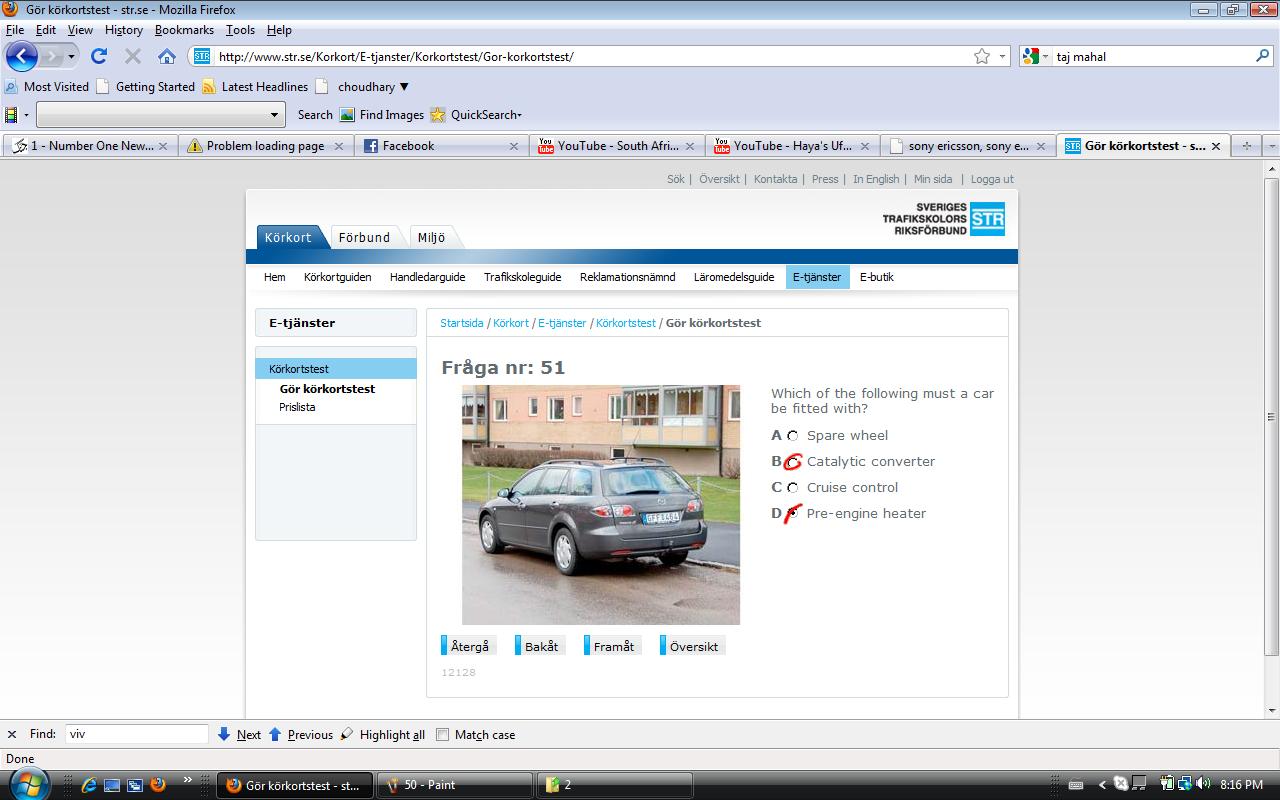 Gör körkortstest - str.se - Mozilla Firefox
File Edit View History Bookmarks Tools Help
STR http://www.str.se/Korkort/E-tjanster/Korkortstest/Gor-korkortstest/ taj mahal
Most Visited Getting Started Latest Headlines choudhary
Search Find Images QuickSearch
1 - Number One New... Problem loading page Facebook YouTube - South Afri... YouTube - Haya's Uf... sony ericsson, sony e... Gör körkortstest - s...
Sök | Översikt | Kontakta | Press | In English | Min sida | Logga ut
SVERIGES
TRAFIKSKOLORS
RIKSFÖRBUND
STR
Körkort Förbund Miljö
Hem Körkortguiden Handledarguide Trafikskoleguide Reklamationsnämnd Läromedelsguide E-tjänster E-butik
E-tjänster
Körkortstest
Gör körkortstest
Prislista
Startsida / Körkort / E-tjänster / Körkortstest / Gör körkortstest
Fråga nr: 51
Which of the following must a car
be fitted with?
A Spare wheel
B Catalytic converter
C Cruise control
D Pre-engine heater
Återgå Bakåt Framåt Översikt
12128
Find: viv Next Previous Highlight all Match case
Done
Gör körkortstest - st... 50 - Paint 2 8:16 PM